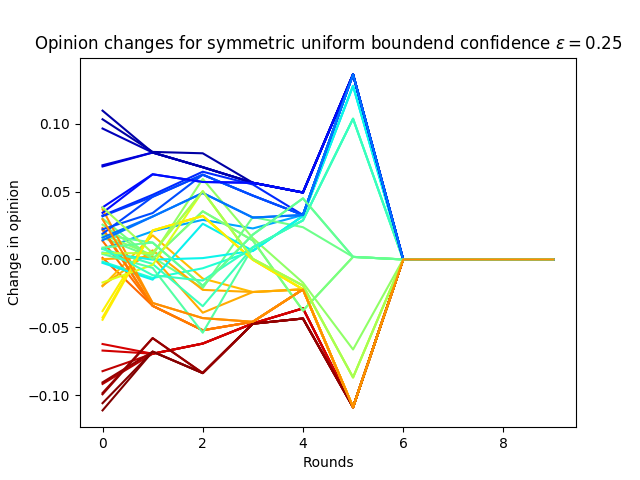 Opinion changes for symmetric uniform boundend confidence ε = 0.25
Change in opinion
0.10
0.05
0.00
−0.05
−0.10
0 2 4 6 8
Rounds